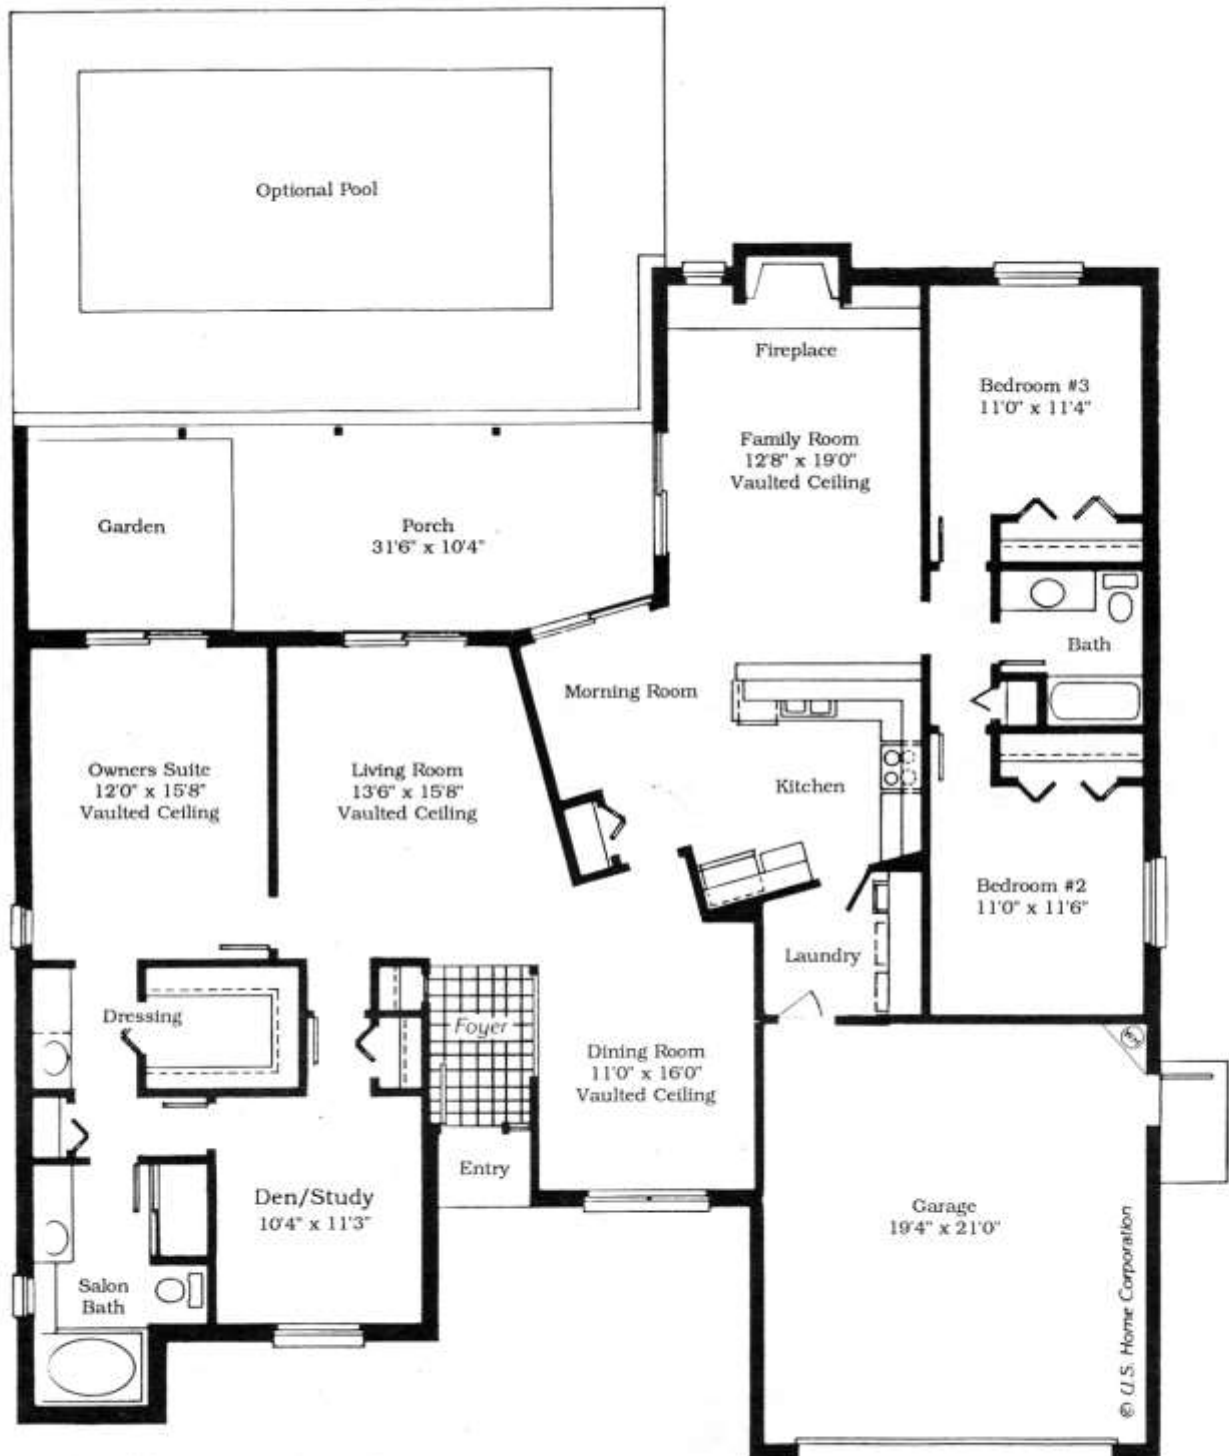 Optional Pool
Fireplace
Bedroom #3
11'0" x 11'4"
Family Room
12'8" x 19'0"
Vaulted Ceiling
Garden
Porch
31'6" x 10'4"
Bath
Morning Room
Owners Suite
12'0" x 15'8"
Vaulted Ceiling
Living Room
13'6" x 15'8"
Vaulted Ceiling
Kitchen
Bedroom #2
11'0" x 11'6"
Laundry
Dressing
Foyer
Dining Room
11'0" x 16'0"
Vaulted Ceiling
Entry
Den/Study
10'4" x 11'3"
Garage
19'4" x 21'0"
Salon
Bath
© U.S. Home Corporation